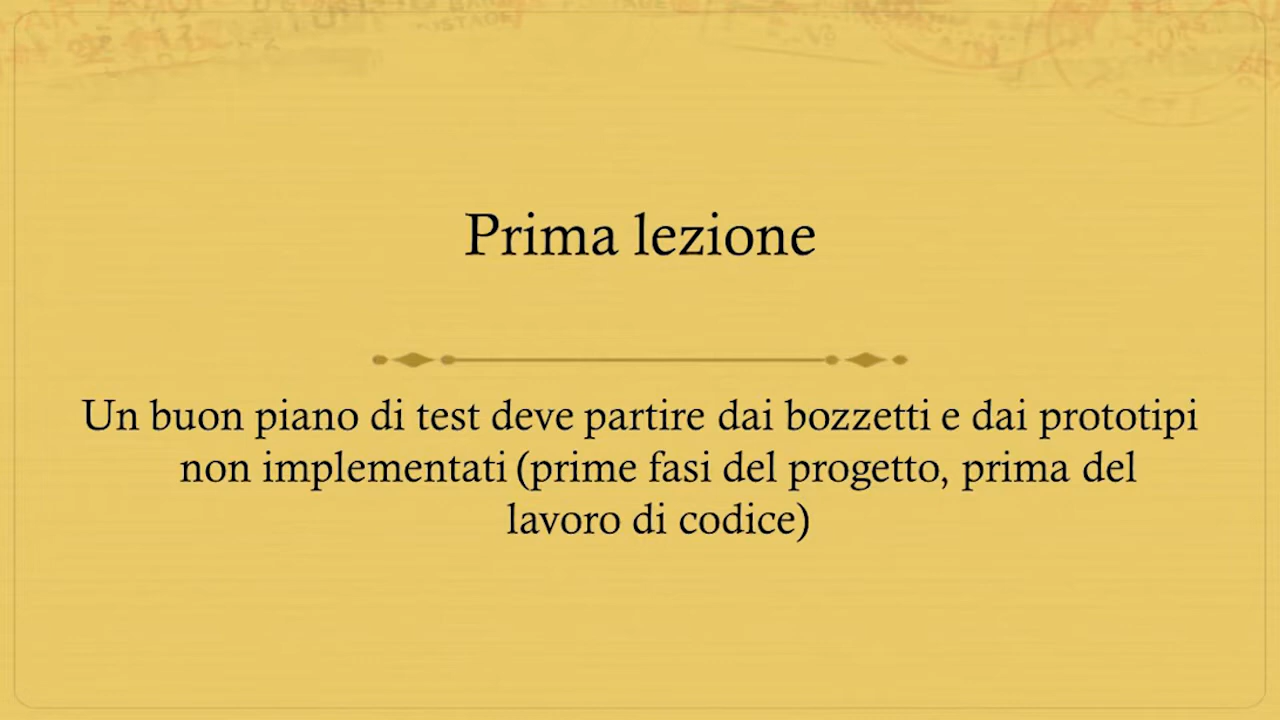 Prima lezione
Un buon piano di test deve partire dai bozzetti e dai prototipi
non implementati (prime fasi del progetto, prima del
lavoro di codice)